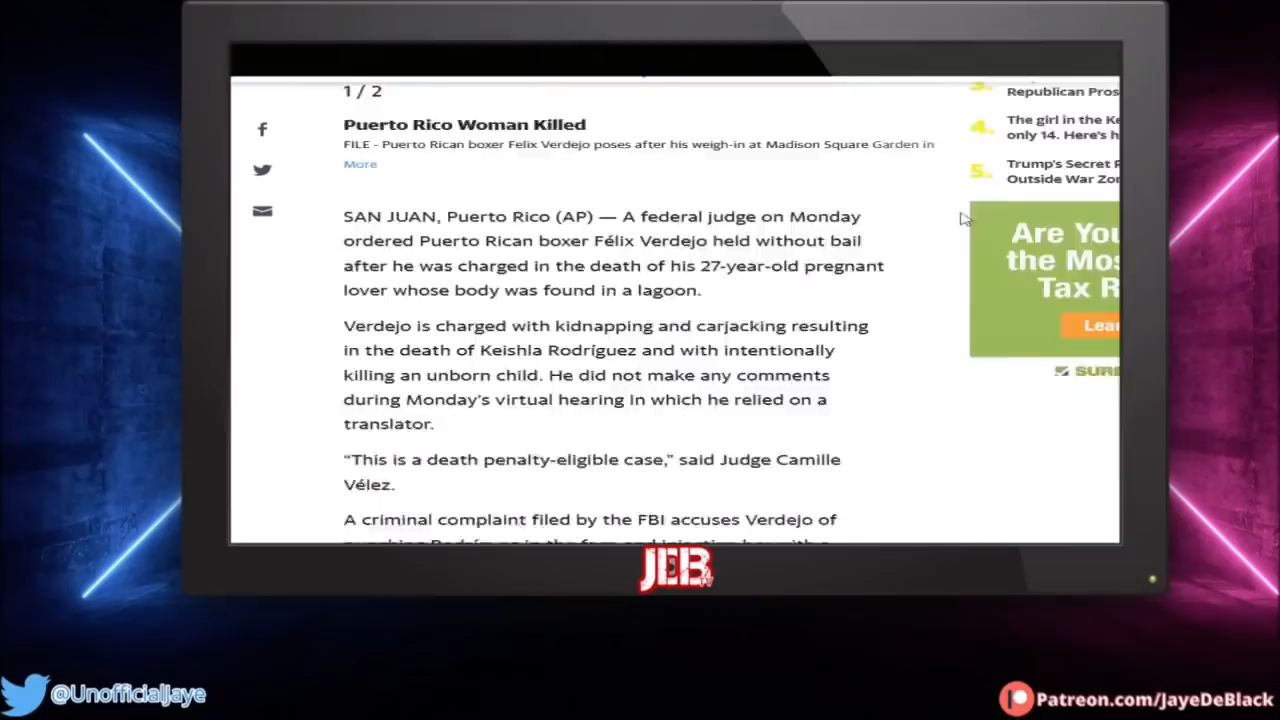 1 / 2
Puerto Rico Woman Killed
FILE - Puerto Rican boxer Felix Verdejo poses after his weigh-in at Madison Square Garden in
More
SAN JUAN, Puerto Rico (AP) — A federal judge on Monday
ordered Puerto Rican boxer Félix Verdejo held without bail
after he was charged in the death of his 27-year-old pregnant
lover whose body was found in a lagoon.
Verdejo is charged with kidnapping and carjacking resulting
in the death of Keishla Rodríguez and with intentionally
killing an unborn child. He did not make any comments
during Monday’s virtual hearing in which he relied on a
translator.
“This is a death penalty-eligible case,” said Judge Camille
Vélez.
A criminal complaint filed by the FBI accuses Verdejo of
3.
Republican Pros
4.
The girl in the Ke
only 14. Here's h
5.
Trump's Secret
Outside War Zor
Are You
the Mos
Tax R
Lear
SURE
JEB
TV
@UnofficialJaye
Patreon.com/JayeDeBlack